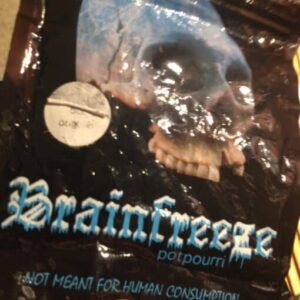 Brainfreeze
potpourri
NOT MEANT FOR HUMAN CONSUMPTION